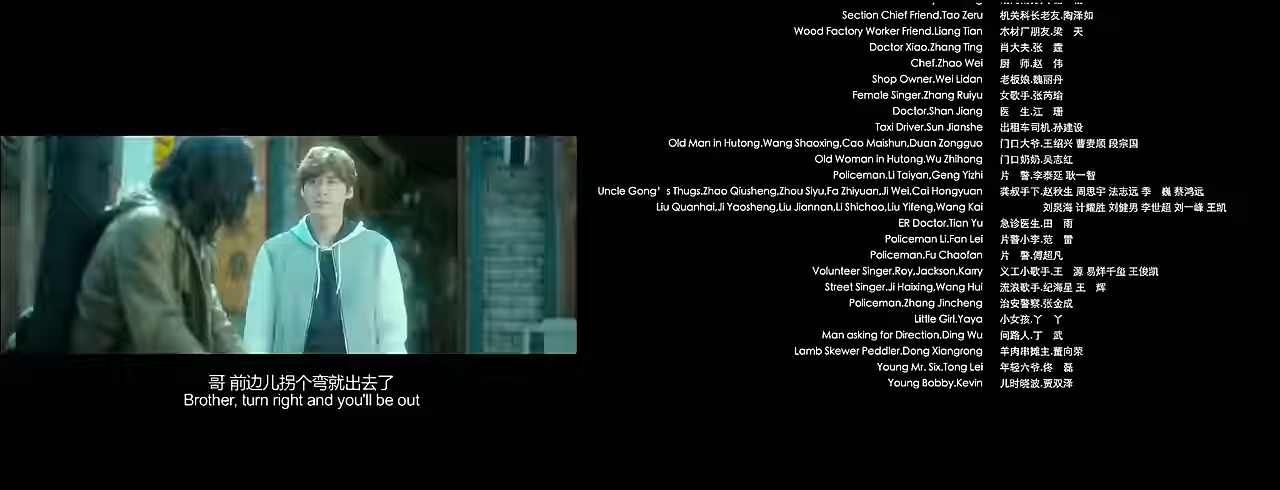 Section Chief Friend.Tao Zeru 机关科长老友.陶泽如
Wood Factory Worker Friend.Liang Tian 木材厂朋友.梁 天
Doctor Xiao.Zhang Ting 肖大夫.张 霆
Chef.Zhao Wei 厨 师.赵 伟
Shop Owner.Wei Lidan 老板娘.魏丽丹
Female Singer.Zhang Ruiyu 女歌手.张芮瑜
Doctor.Shan Jiang 医 生.江 珊
Taxi Driver.Sun Jianshe 出租车司机.孙建设
Old Man in Hutong.Wang Shaoxing,Cao Maishun,Duan Zongguo 门口大爷.王绍兴 曹麦顺 段宗国
Old Woman in Hutong.Wu Zhihong 门口奶奶.吴志红
Policeman.Li Taiyan,Geng Yizhi 片 警.李泰延 耿一智
Uncle Gong's Thugs.Zhao Qiusheng,Zhou Siyu,Fa Zhiyuan,Ji Wei,Cai Hongyuan 龚叔手下.赵秋生 周思宇 法志远 季 巍 蔡鸿远
Liu Quanhai,Ji Yaosheng,Liu Jiannan,Li Shichao,Liu Yifeng,Wang Kai 刘泉海 计耀胜 刘健男 李世超 刘一峰 王凯
ER Doctor.Tian Yu 急诊医生.田 雨
Policeman Li.Fan Lei 片警小李.范 雷
Policeman.Fu Chaofan 片 警.傅超凡
Volunteer Singer.Roy,Jackson.Karry 义工小歌手.王 源 易烊千玺 王俊凯
Street Singer.Ji Haixing,Wang Hui 流浪歌手.纪海星 王 辉
Policeman.Zhang Jincheng 治安警察.张金成
Little Girl.Yaya 小女孩.丫 丫
Man asking for Direction.Ding Wu 问路人.丁 武
Lamb Skewer Peddler.Dong Xiangrong 羊肉串摊主.董向荣
Young Mr. Six.Tong Lei 年轻六爷.佟 磊
Young Bobby.Kevin 儿时晓波.贾双泽
哥 前边儿拐个弯就出去了
Brother, turn right and you'll be out